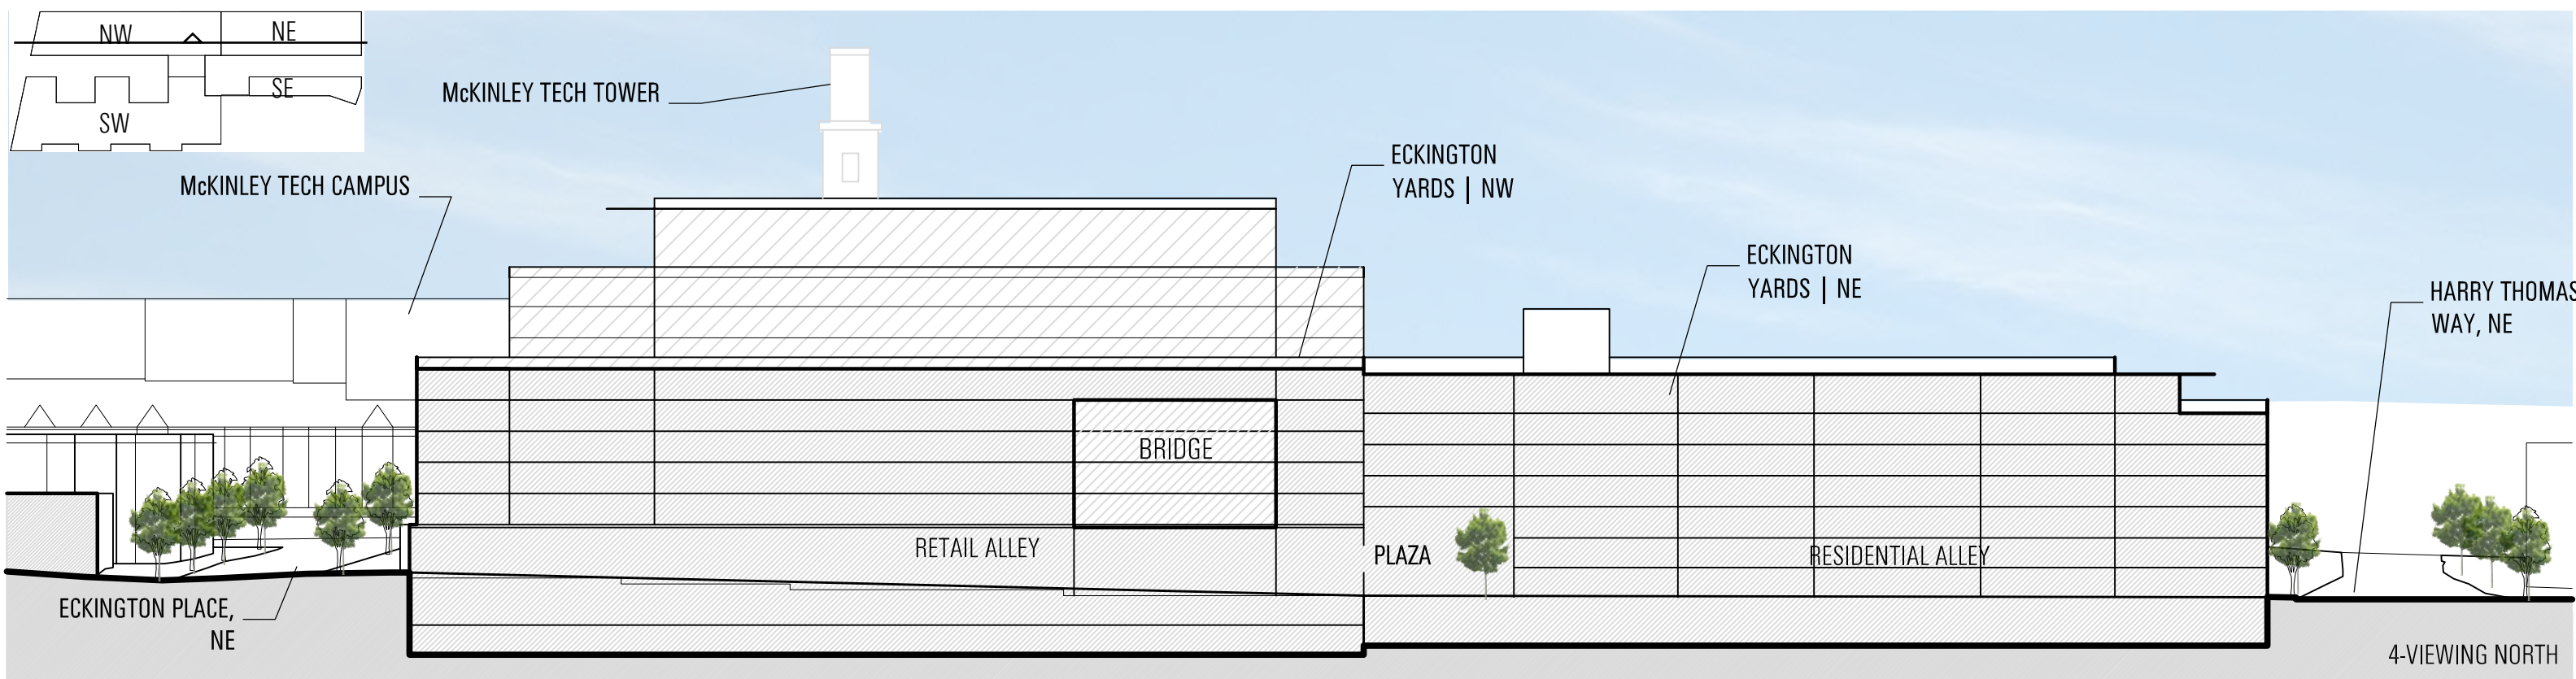 NW
NE
SE
SW
McKINLEY TECH TOWER
McKINLEY TECH CAMPUS
ECKINGTON
YARDS | NW
ECKINGTON
YARDS | NE
HARRY THOMAS
WAY, NE
BRIDGE
RETAIL ALLEY
PLAZA
RESIDENTIAL ALLEY
ECKINGTON PLACE,
NE
4-VIEWING NORTH